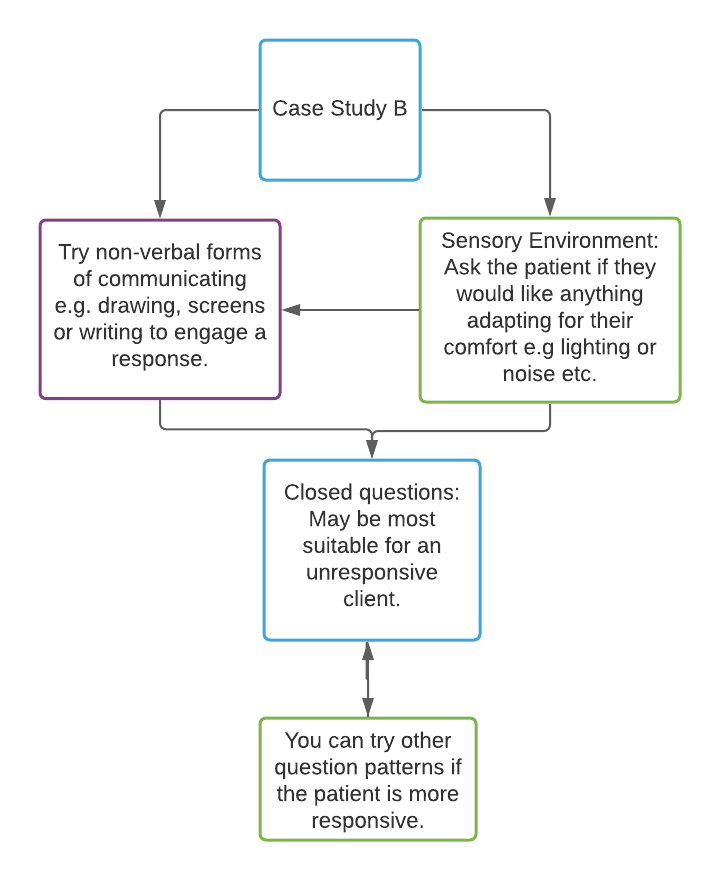 Case Study B
Try non-verbal forms
of communicating
e.g. drawing, screens
or writing to engage a
response.
Sensory Environment:
Ask the patient if they
would like anything
adapting for their
comfort e.g lighting or
noise etc.
Closed questions:
May be most
suitable for an
unresponsive
client.
You can try other
question patterns if
the patient is more
responsive.